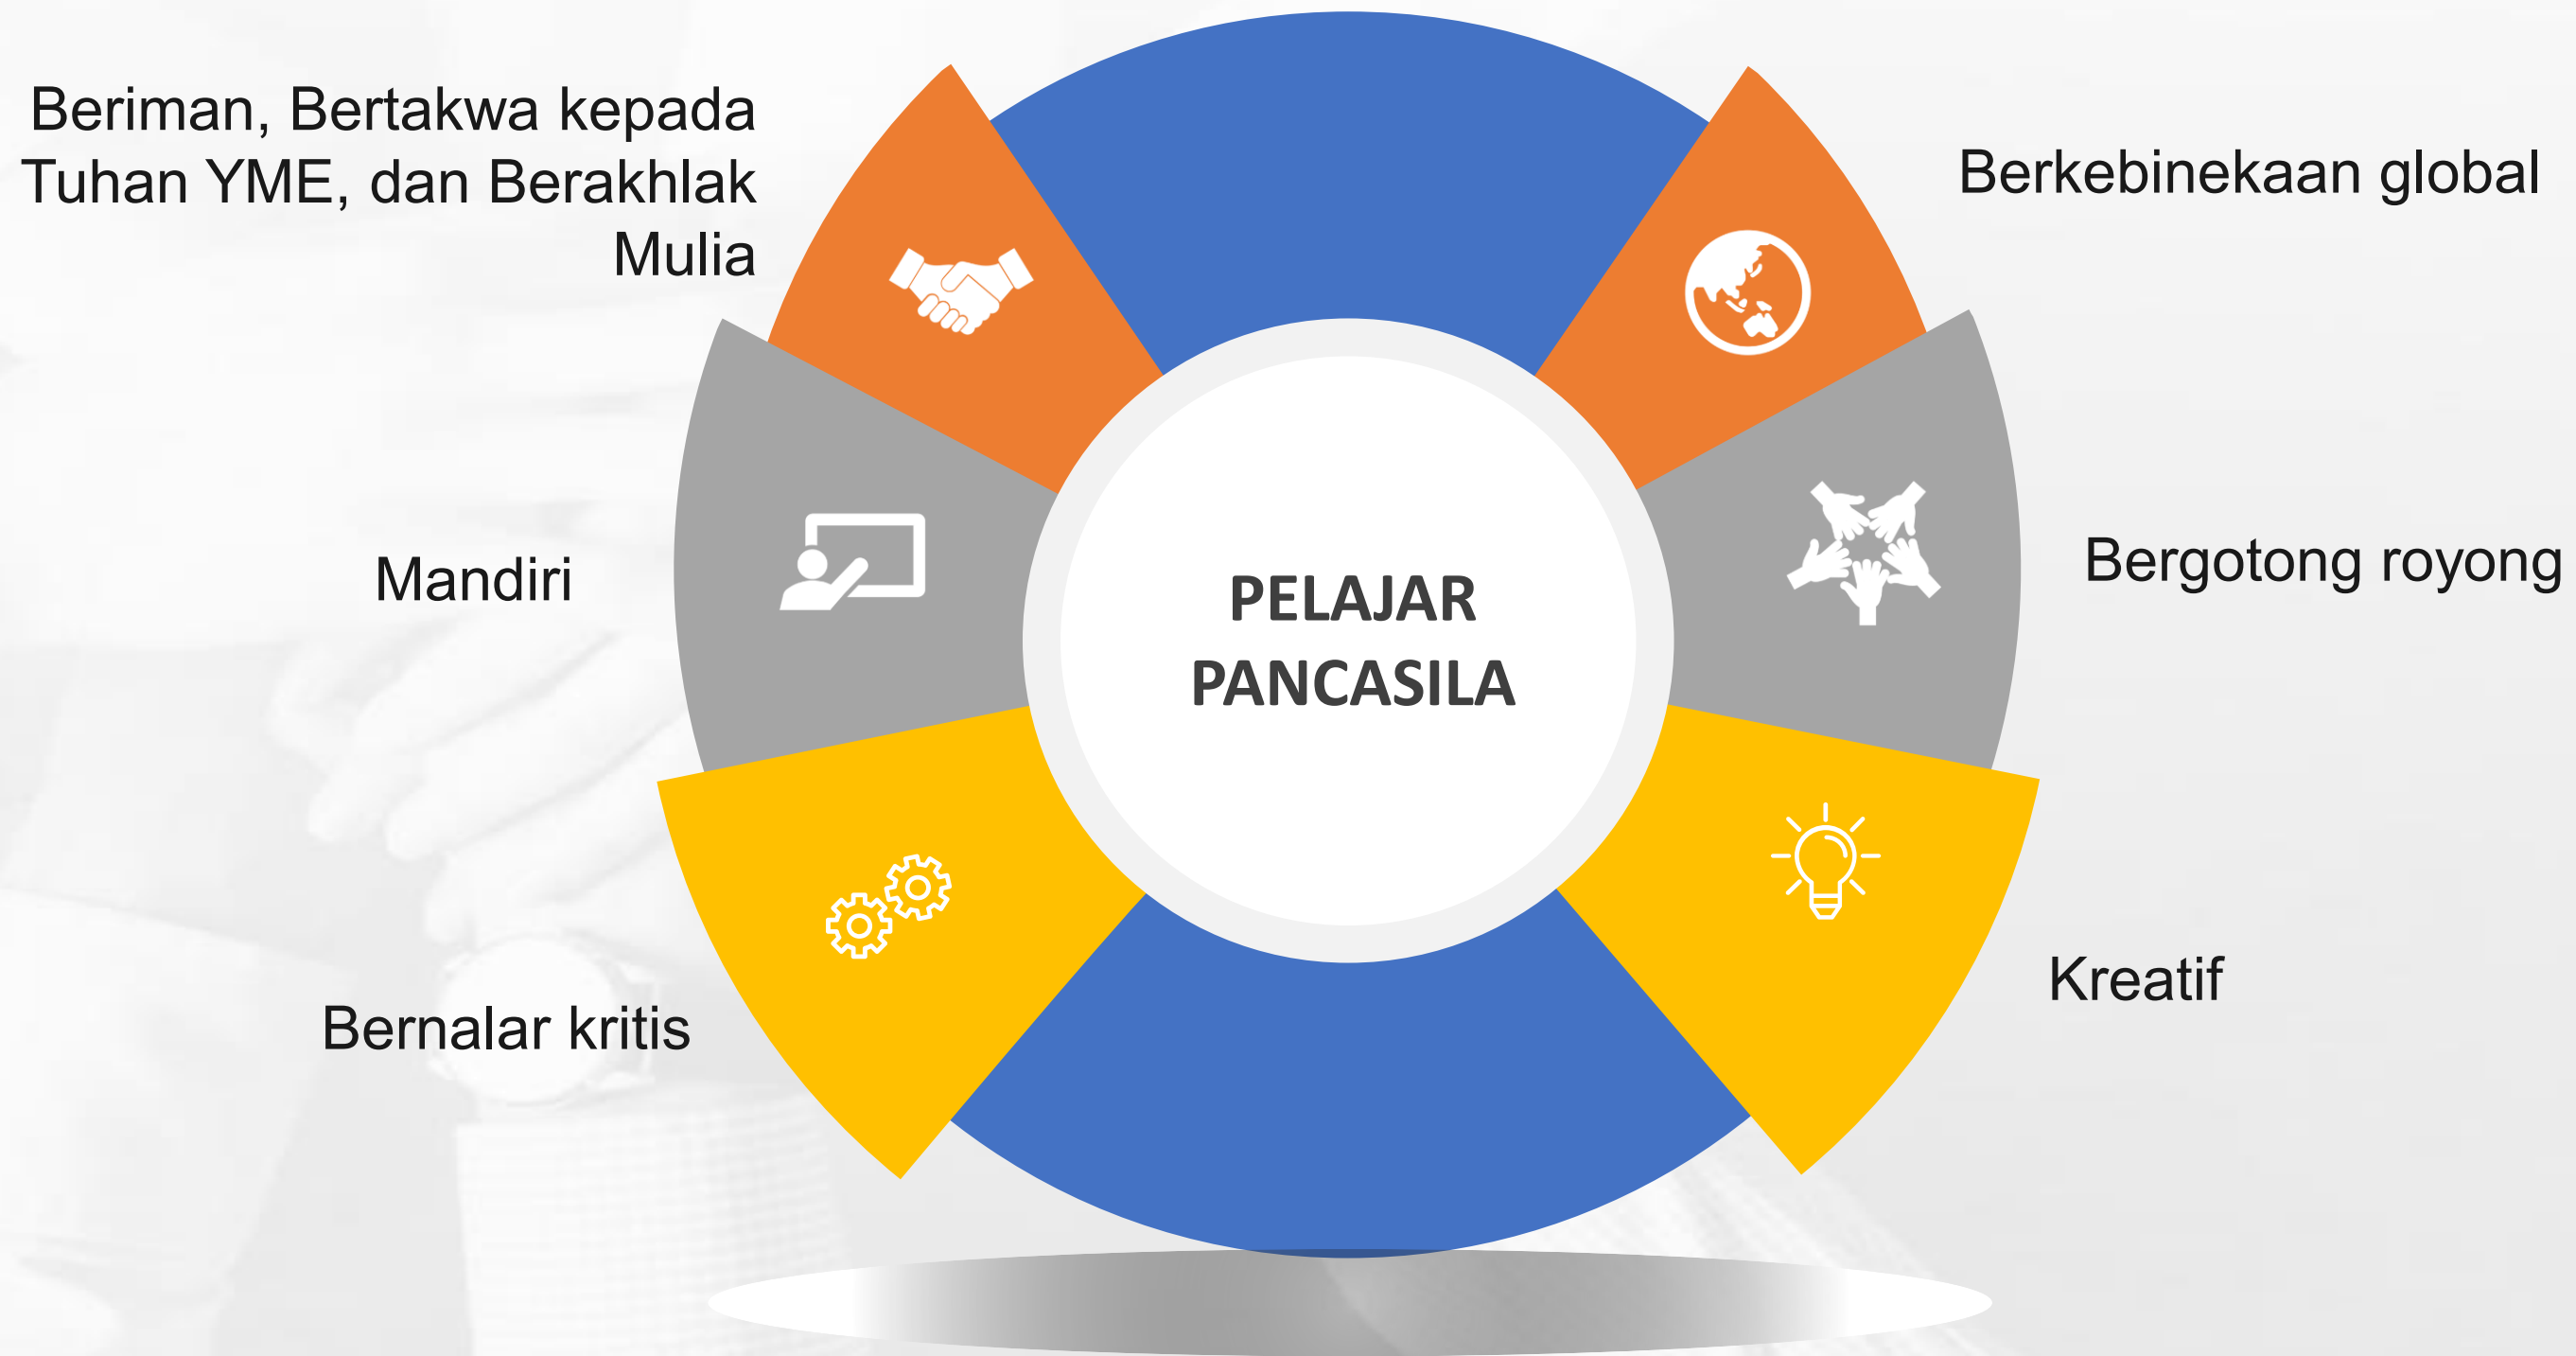 Beriman, Bertakwa kepada
Tuhan YME, dan Berakhlak
Mulia
Berkebinekaan global
Mandiri
Bergotong royong
PELAJAR
PANCASILA
Bernalar kritis
Kreatif